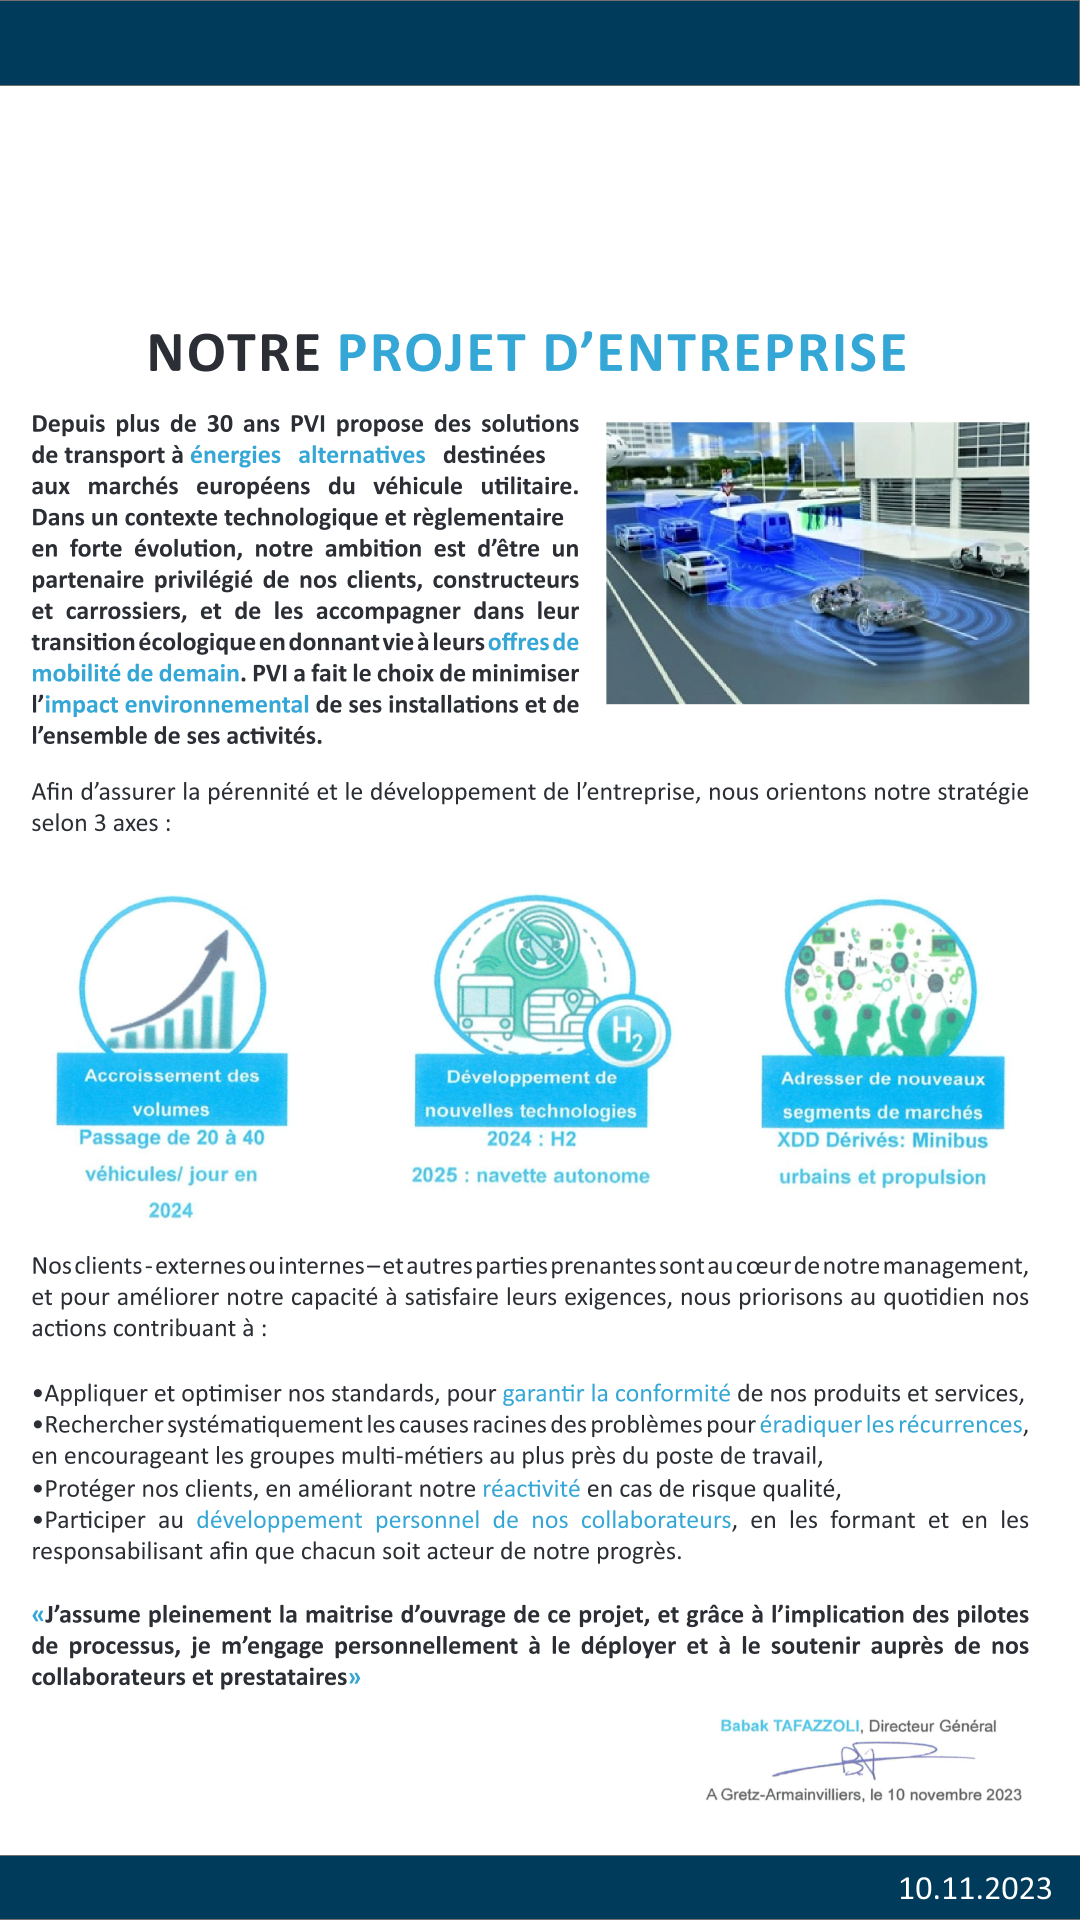 NOTRE PROJET D’ENTREPRISE
Depuis plus de 30 ans PVI propose des solutions
de transport à énergies alternatives destinées
aux marchés européens du véhicule utilitaire.
Dans un contexte technologique et règlementaire
en forte évolution, notre ambition est d’être un
partenaire privilégié de nos clients, constructeurs
et carrossiers, et de les accompagner dans leur
transition écologique en donnant vie à leurs offres de
mobilité de demain. PVI a fait le choix de minimiser
l’impact environnemental de ses installations et de
l’ensemble de ses activités.
Afin d’assurer la pérennité et le développement de l’entreprise, nous orientons notre stratégie
selon 3 axes :
Accroissement des
volumes
Passage de 20 à 40
véhicules/ jour en
2024
H2
Développement de
nouvelles technologies
2024 : H2
2025 : navette autonome
Adresser de nouveaux
segments de marchés
XDD Dérivés: Minibus
urbains et propulsion
Nos clients - externes ou internes – et autres parties prenantes sont au cœur de notre management,
et pour améliorer notre capacité à satisfaire leurs exigences, nous priorisons au quotidien nos
actions contribuant à :
•Appliquer et optimiser nos standards, pour garantir la conformité de nos produits et services,
•Rechercher systématiquement les causes racines des problèmes pour éradiquer les récurrences,
en encourageant les groupes multi-métiers au plus près du poste de travail,
•Protéger nos clients, en améliorant notre réactivité en cas de risque qualité,
•Participer au développement personnel de nos collaborateurs, en les formant et en les
responsabilisant afin que chacun soit acteur de notre progrès.
«J’assume pleinement la maitrise d’ouvrage de ce projet, et grâce à l’implication des pilotes
de processus, je m’engage personnellement à le déployer et à le soutenir auprès de nos
collaborateurs et prestataires»
Babak TAFAZZOLI, Directeur Général
A Gretz-Armainvilliers, le 10 novembre 2023
10.11.2023